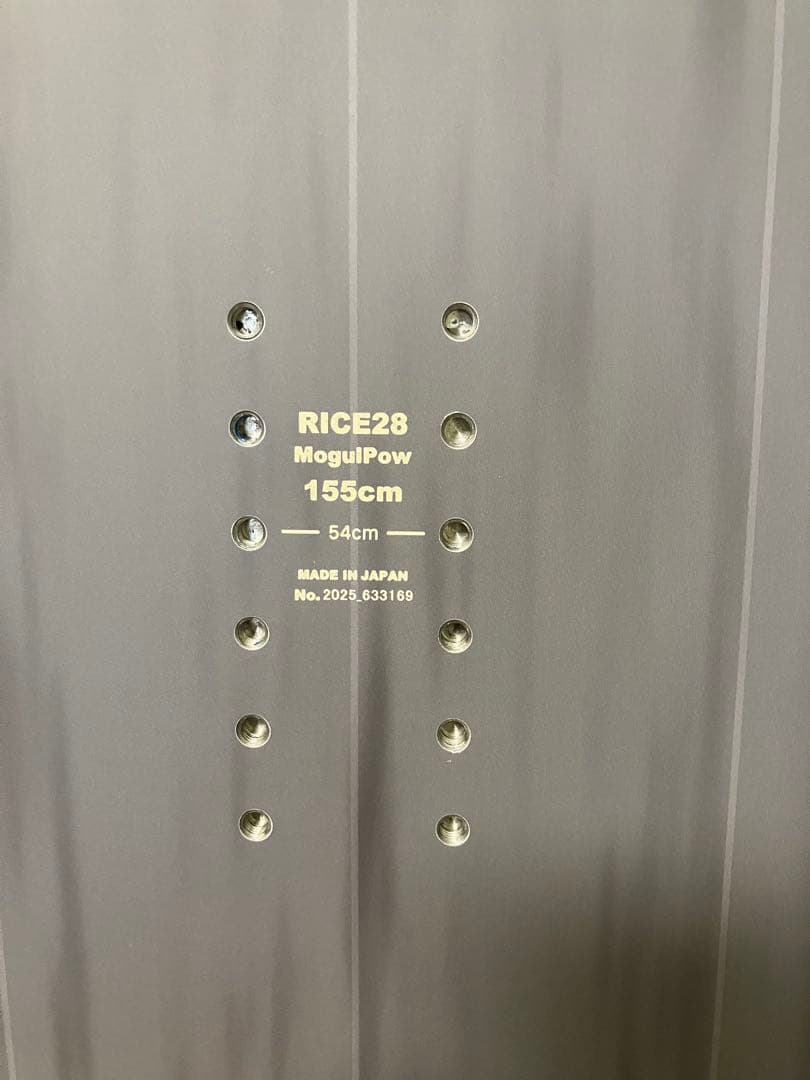 RICE28
MogulPow
155cm
54cm
MADE IN JAPAN
No. 2025_633169